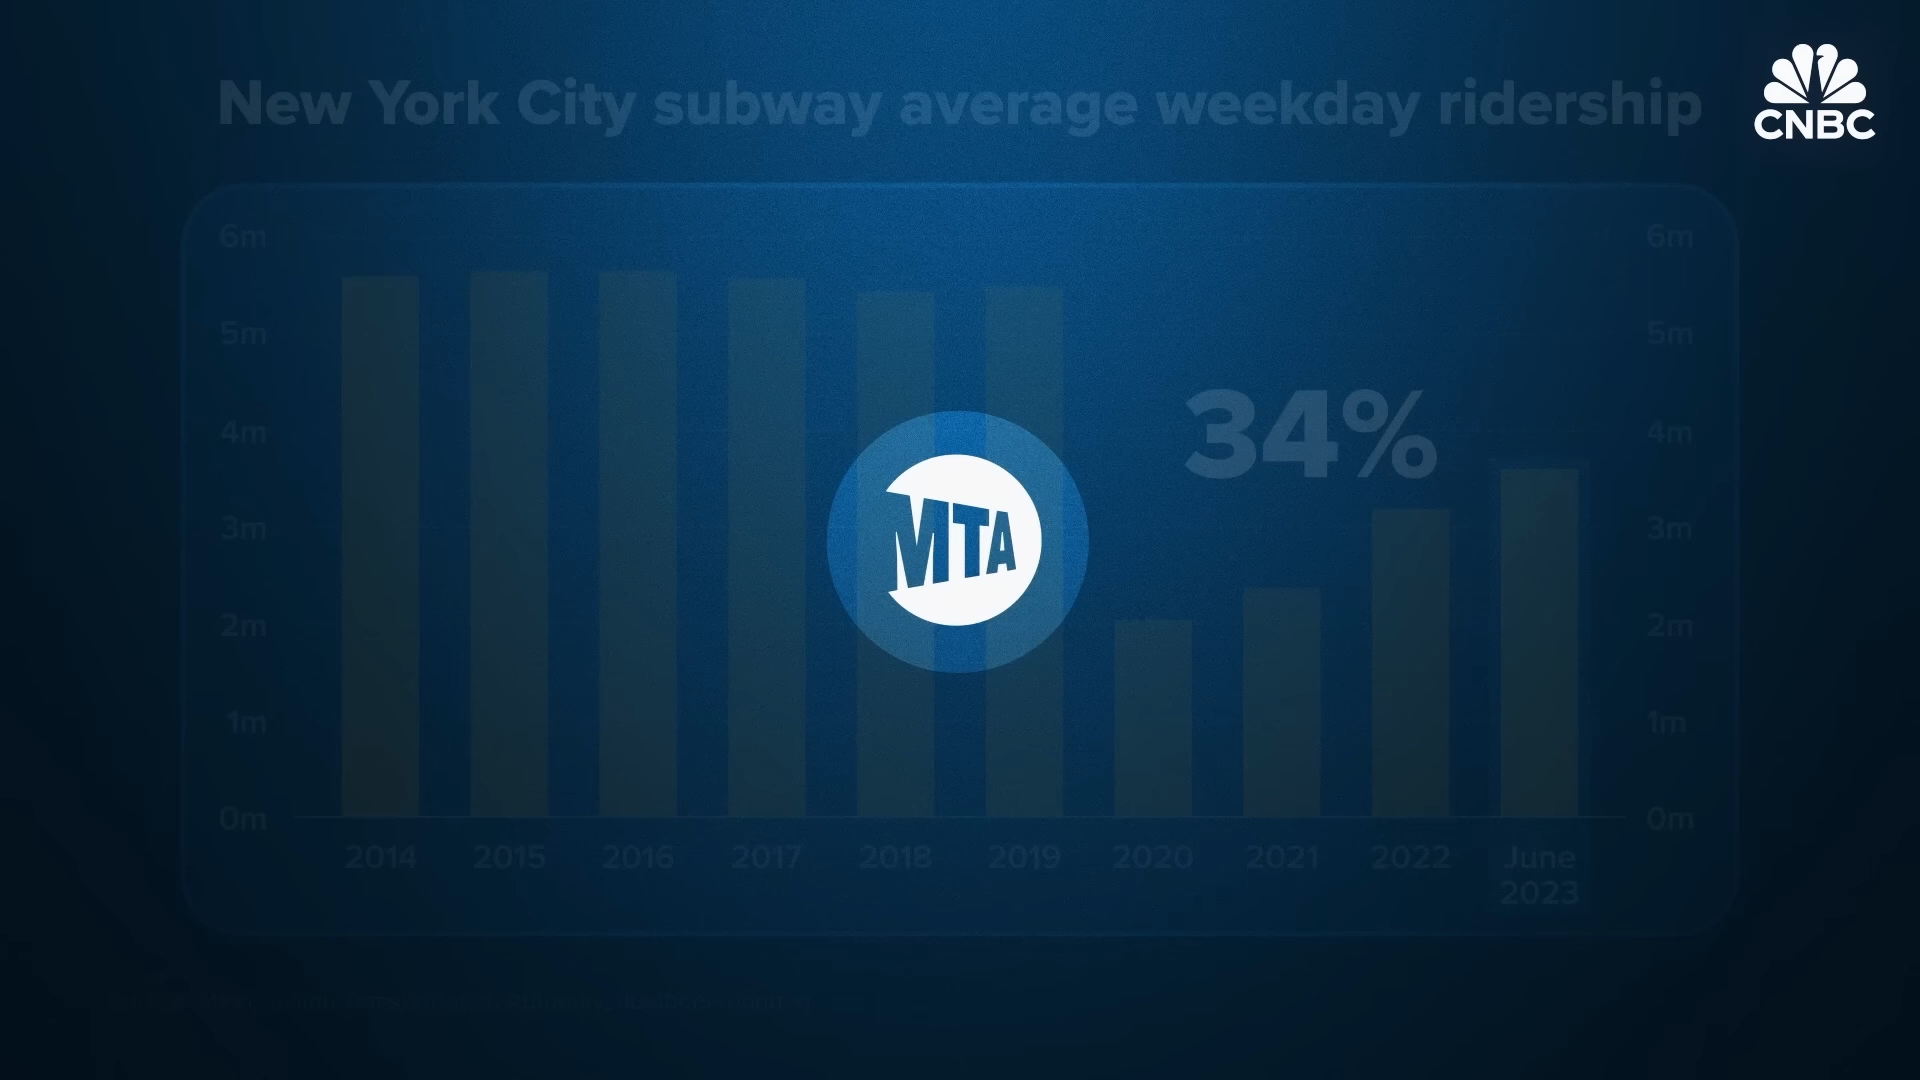 New York City subway average weekday ridership
CNBC
6m 6m
5m 5m
34%
4m 4m
MTA
3m 3m
2m 2m
1m 1m
0m 0m
2014 2015 2016 2017 2018 2019 2020 2021 2022 June
2023